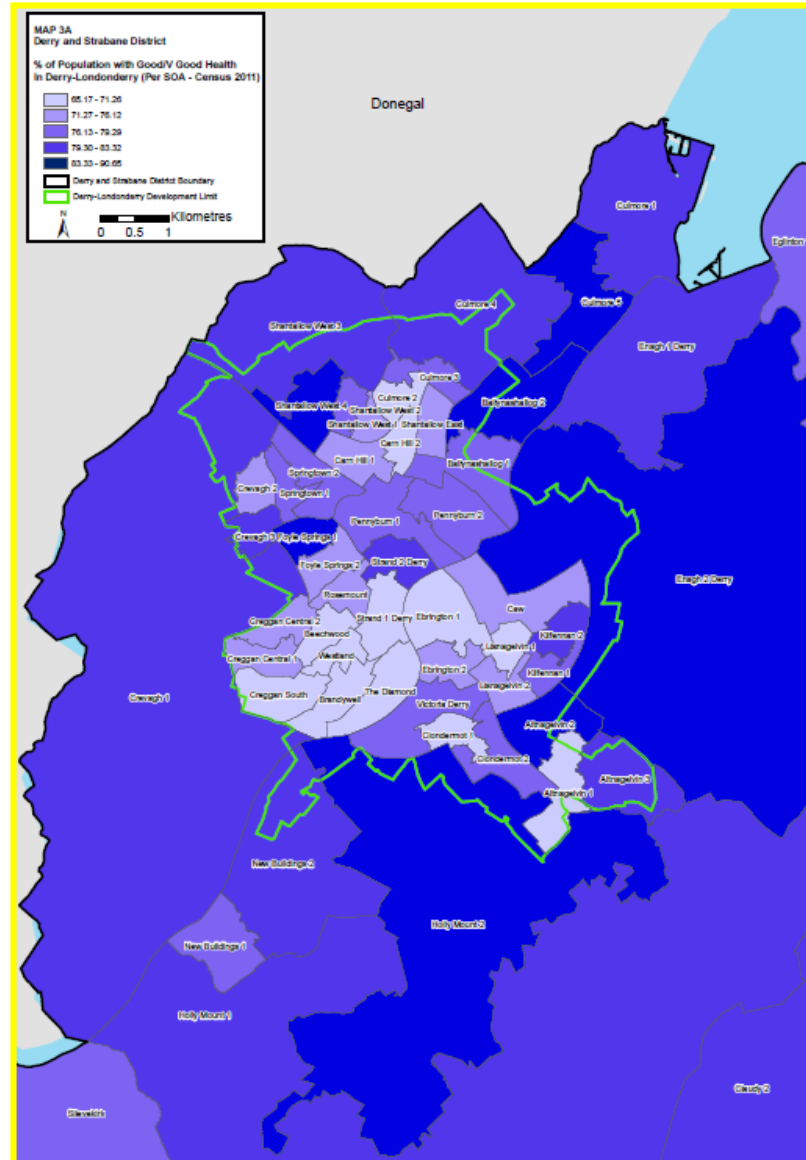 MAP 3A
Derry and Strabane District
% of Population with Good/V Good Health
In Derry-Londonderry (Per SOA - Census 2011)
65.17 - 71.26
71.27 - 76.12
76.13 - 79.29
79.30 - 83.32
83.33 - 90.65
Derry and Strabane District Boundary
Derry-Londonderry Development Limit
N
Kilometres
0 0.5 1
Donegal
Culmore 1
Eglinton
Culmore 5
Culmore 4
Shantallow West 3
Enagh 1 Derry
Culmore 3
Culmore 2
Shantallow West 4
Ballynashallog 2
Shantallow West 2
Shantallow West 1
Shantallow East
Carn Hill 2
Carn Hill 1
Ballynashallog 1
Springtown 2
Crevagh 2
Springtown 1
Pennyburn 2
Pennyburn 1
Crevagh 3
Foyle Springs 1
Strand 2 Derry
Foyle Springs 2
Enagh 2 Derry
Rosemount
Caw
Strand 1 Derry
Ebrington 1
Creggan Central 2
Beechwood
Kilfennan 2
Lisnagelvin 1
Westland
Creggan Central 1
Ebrington 2
Kilfennan 1
Lisnagelvin 2
Creggan South
The Diamond
Brandywell
Crevagh 1
Victoria Derry
Altnagelvin 2
Clondermot 1
Clondermot 2
Altnagelvin 3
Altnagelvin 1
New Buildings 2
Holly Mount 2
New Buildings 1
Holly Mount 1
Claudy 2
Slievekirk